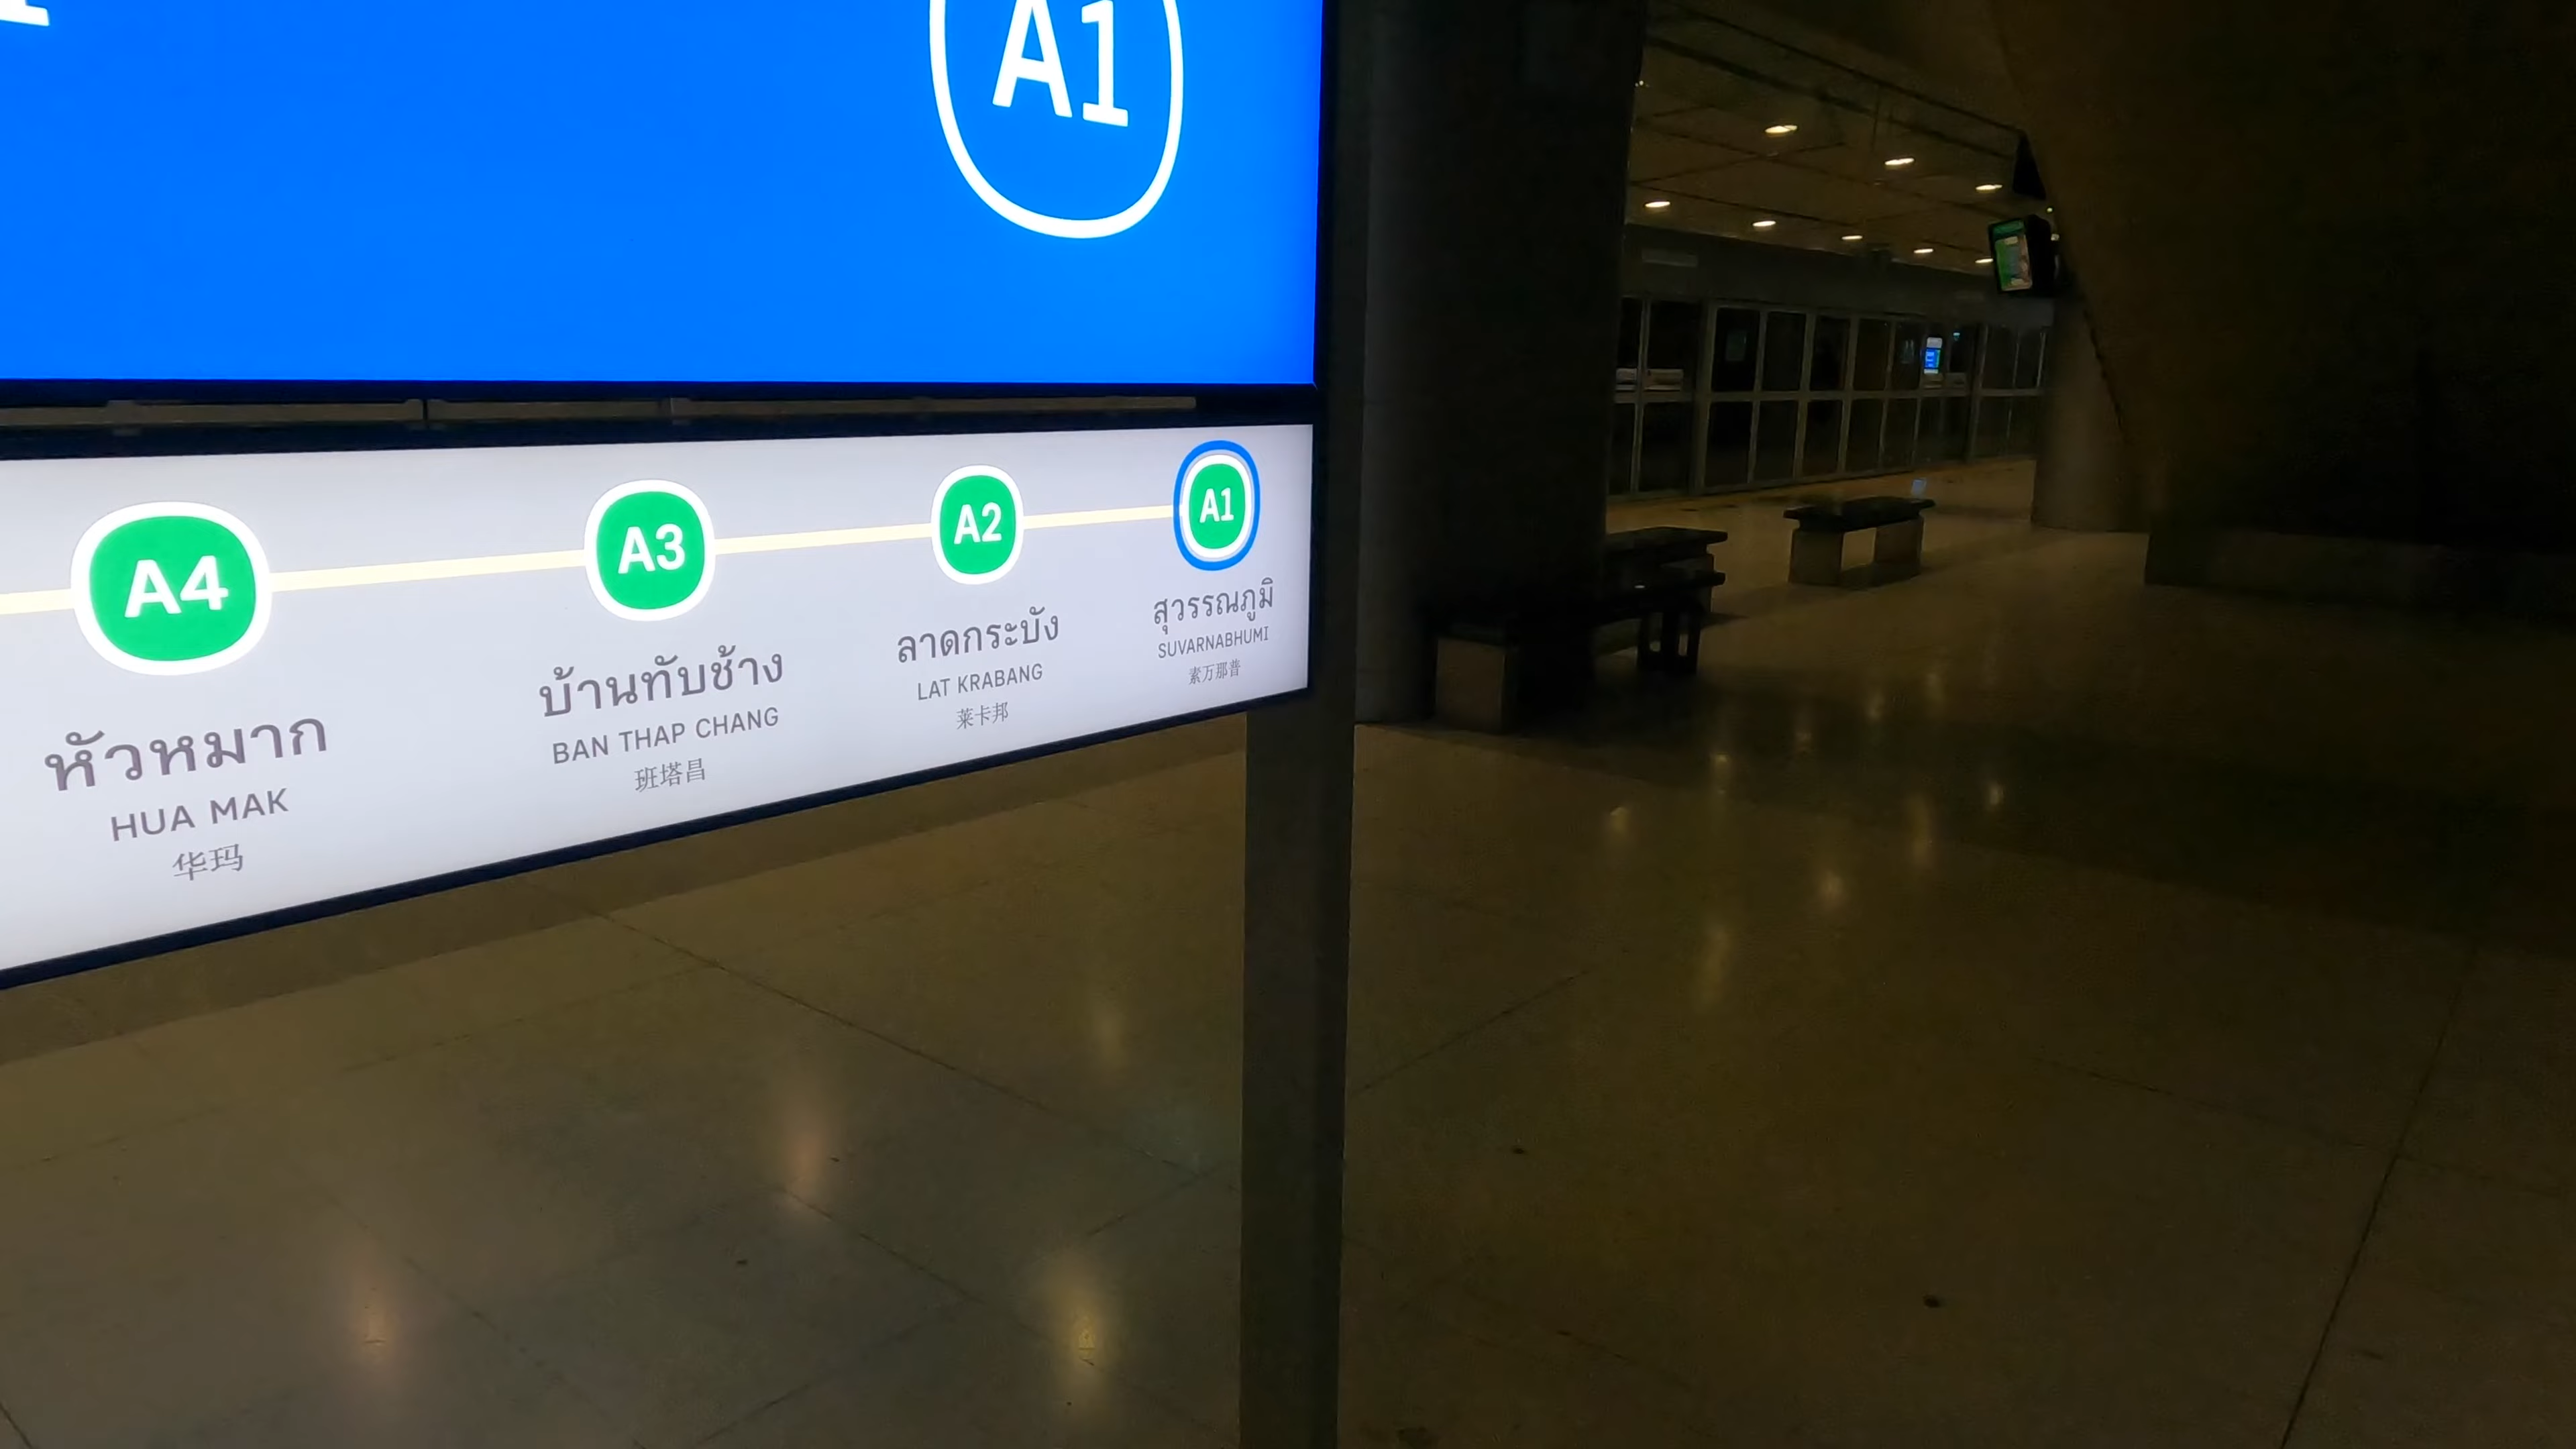 A1
A4
หัวหมาก
HUA MAK
华玛
A3
บ้านทับช้าง
BAN THAP CHANG
班塔昌
A2
ลาดกระบัง
LAT KRABANG
莱卡邦
A1
สุวรรณภูมิ
SUVARNABHUMI
素万那普